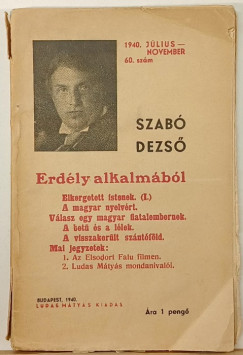 1940. JÚLIUS—
NOVEMBER
60. szám
SZABÓ
DEZSŐ
Erdély alkalmából
Elkergetett istenek. (I.)
A magyar nyelvért.
Válasz egy magyar fiatalembernek.
A betü és a lélek.
A visszakerült szántóföld.
Mai jegyzetek:
1. Az Elsodort Falu filmen.
2. Ludas Mátyás mondanivalói.
BUDAPEST, 1940.
LUDAS MÁTYÁS KIADÁS
Ára 1 pengő